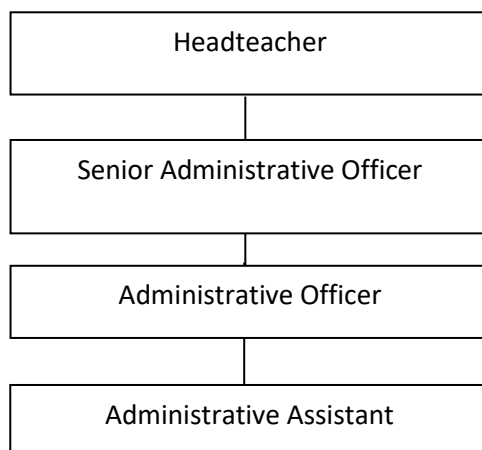 Headteacher
Senior Administrative Officer
Administrative Officer
Administrative Assistant